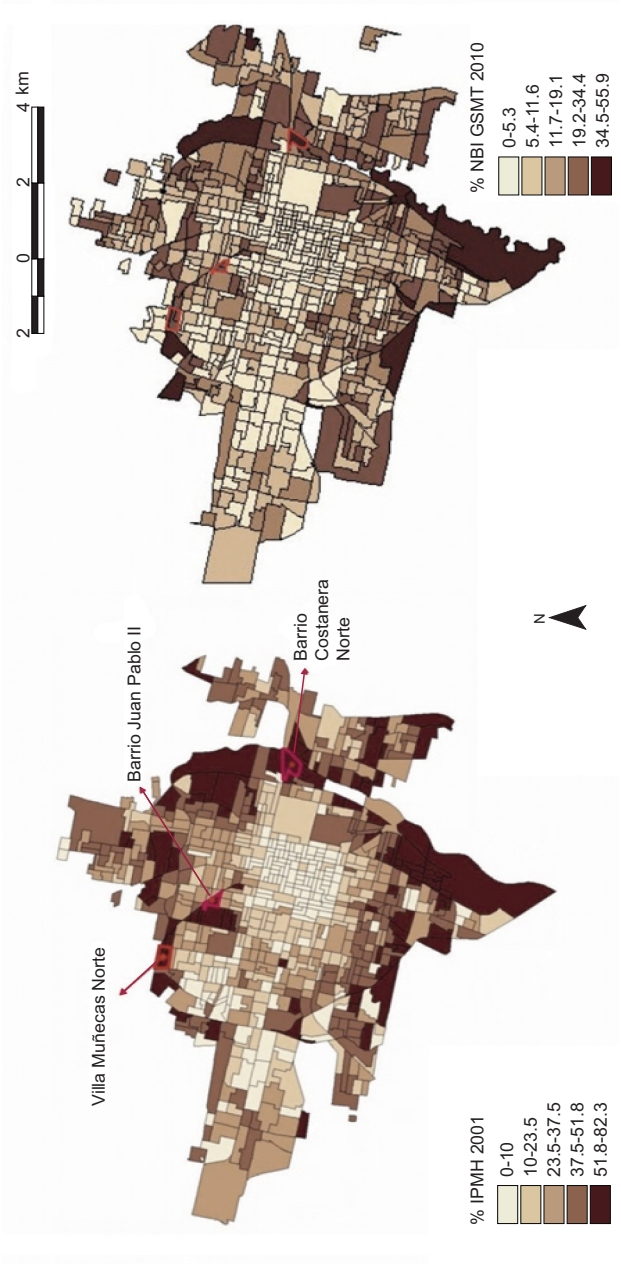 Villa Muñecas Norte
Barrio Juan Pablo II
Barrio
Costanera
Norte
% IPMH 2001
0-10
10-23.5
23.5-37.5
37.5-51.8
51.8-82.3
N
2 0 2 4 km
% NBI GSMT 2010
0-5.3
5.4-11.6
11.7-19.1
19.2-34.4
34.5-55.9